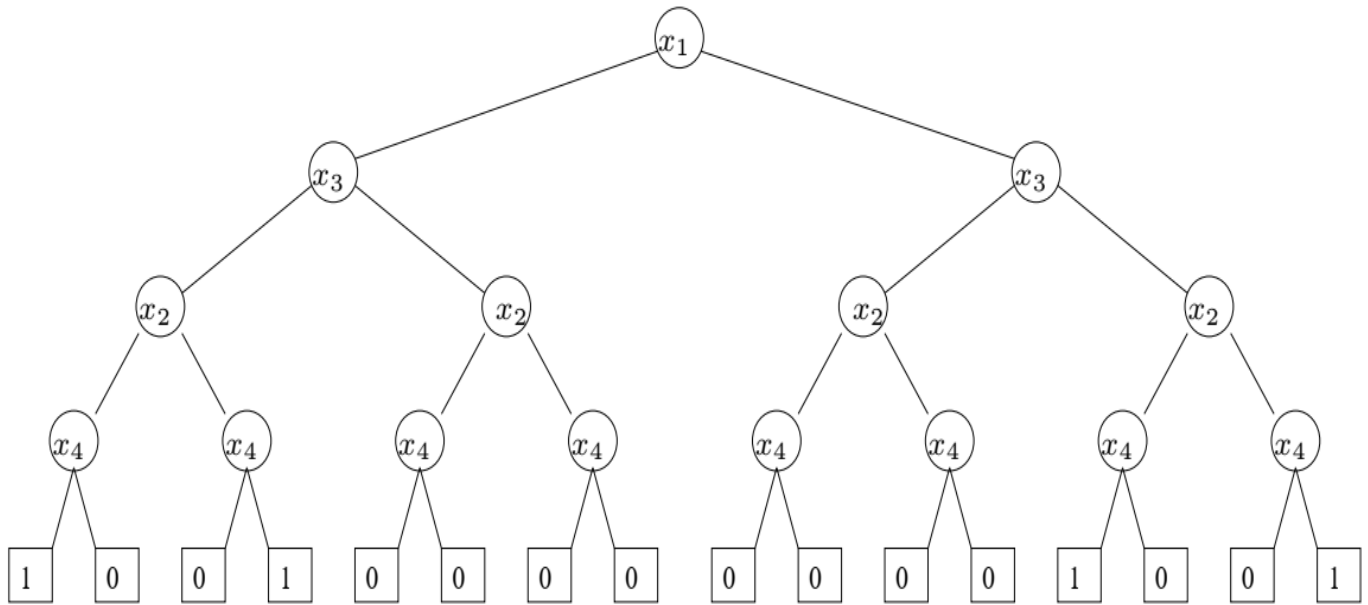 x₁
x₃ x₃
x₂ x₂ x₂ x₂
x₄ x₄ x₄ x₄ x₄ x₄ x₄ x₄
1 0 0 1 0 0 0 0 0 0 0 0 1 0 0 1